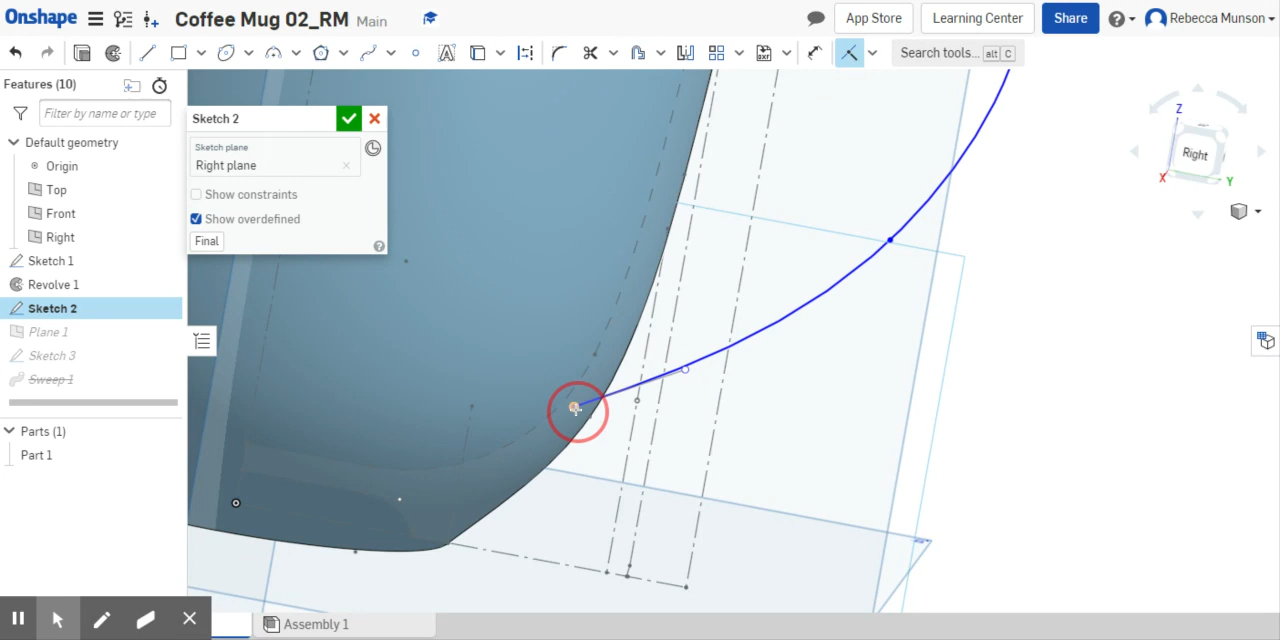 Onshape Coffee Mug 02_RM Main App Store Learning Center Share Rebecca Munson
Search tools... alt C
Features (10)
Filter by name or type
Default geometry
Origin
Top
Front
Right
Sketch 1
Revolve 1
Sketch 2
Plane 1
Sketch 3
Sweep 1
Parts (1)
Part 1
Sketch 2
Sketch plane
Right plane
Show constraints
Show overdefined
Final
Z
Right
X
Y
Assembly 1